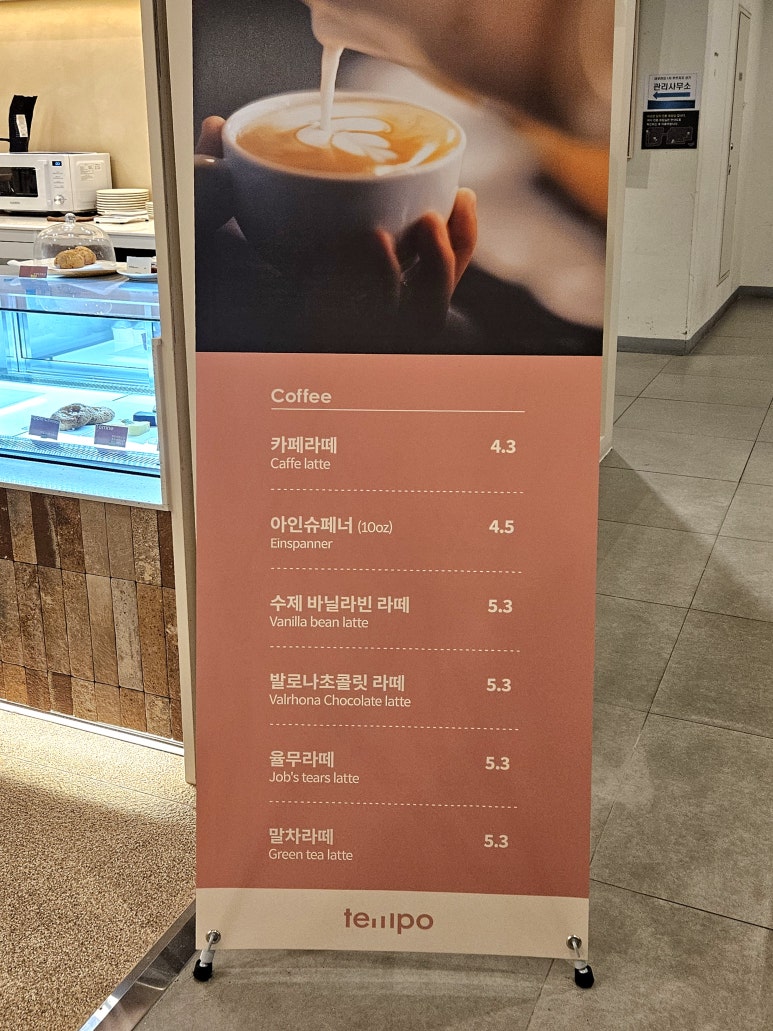 관리사무소
Coffee
카페라떼 4.3
Caffe latte
아인슈페너 (10oz) 4.5
Einspanner
수제 바닐라빈 라떼 5.3
Vanilla bean latte
발로나초콜릿 라떼 5.3
Valrhona Chocolate latte
율무라떼 5.3
Job's tears latte
말차라떼 5.3
Green tea latte
tempo